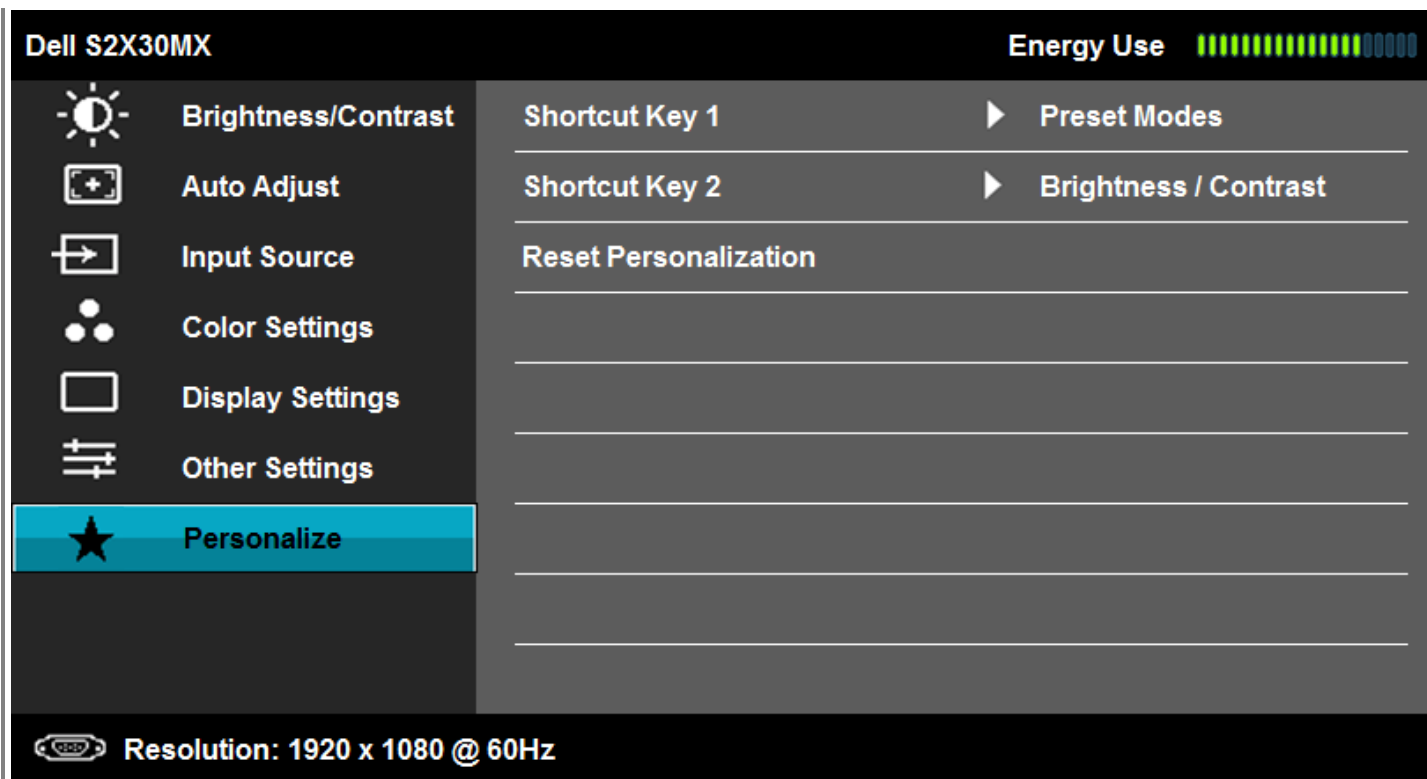 Dell S2X30MX Energy Use
Brightness/Contrast Shortcut Key 1 Preset Modes
Auto Adjust Shortcut Key 2 Brightness / Contrast
Input Source Reset Personalization
Color Settings
Display Settings
Other Settings
Personalize
Resolution: 1920 x 1080 @ 60Hz